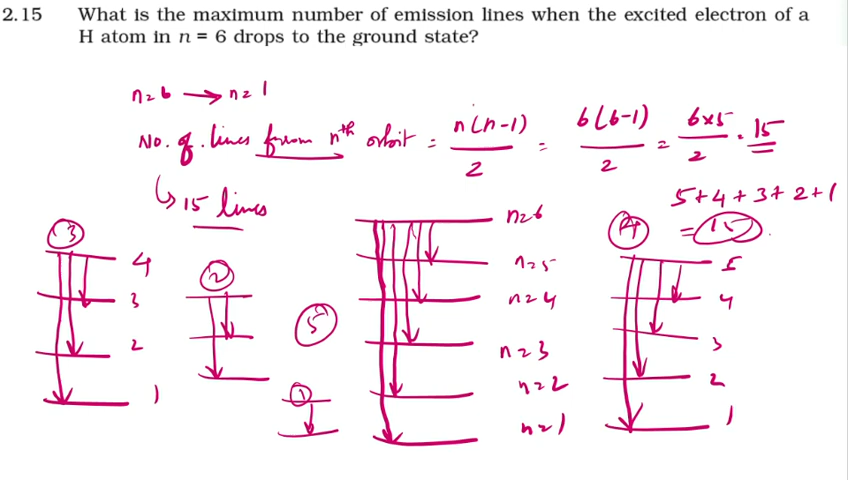 2.15 What is the maximum number of emission lines when the excited electron of a
H atom in n = 6 drops to the ground state?
n=6 → n=1
No. of. lines from nth orbit = n(n-1)/2 = 6(6-1)/2 = 6x5/2 = 15
↳ 15 lines
5+4+3+2+1
= 15
3
4
3
2
1
2
5
1
n=6
n=5
n=4
n=3
n=2
n=1
4
5
4
3
2
1